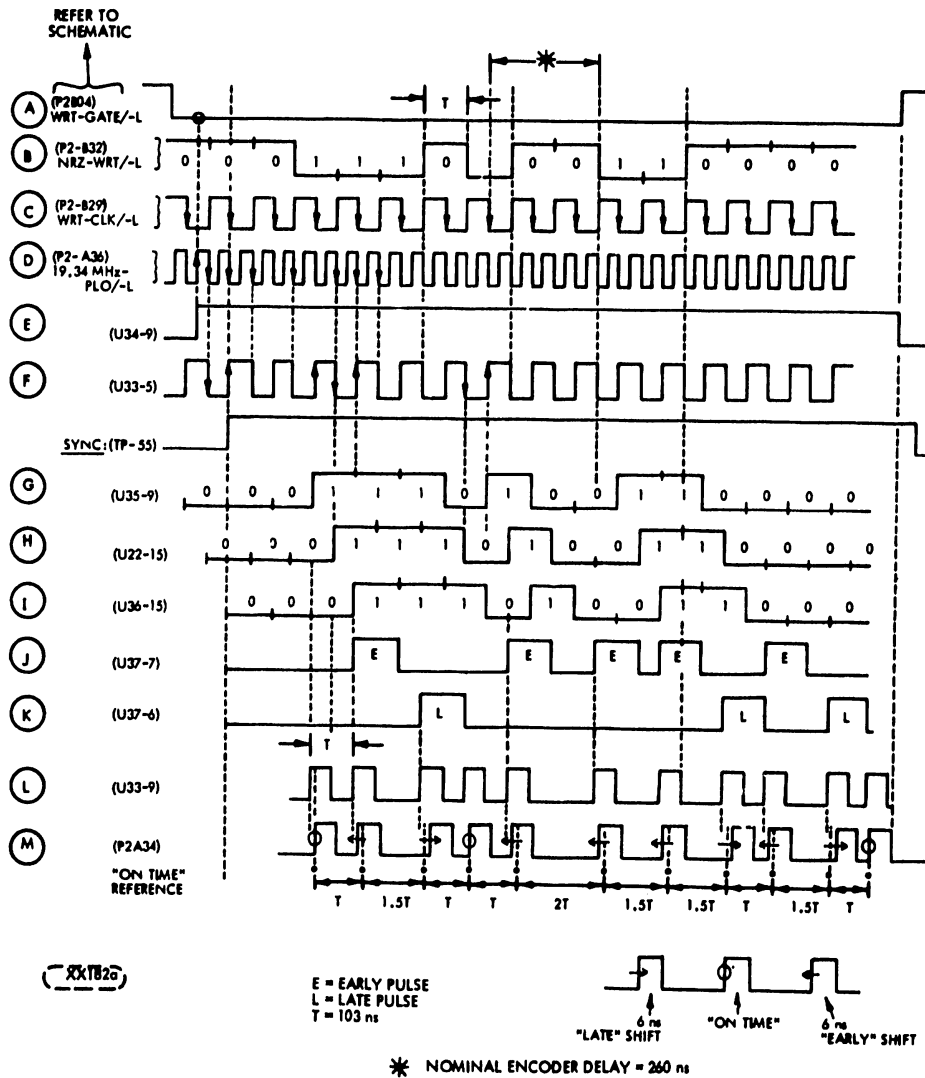 REFER TO
SCHEMATIC
T
A (P2B04)
WRT-GATE/-L
B (P2-B32)
NRZ-WRT/-L
0 0 0 1 1 1 0 0 0 1 1 0 0 0 0
C (P2-B29)
WRT-CLK/-L
D (P2-A36)
19,34 MHz-
PLO/-L
E (U34-9)
F (U33-5)
SYNC:(TP-55)
G (U35-9) 0 0 0 1 1 1 0 1 0 0 1 1 0 0 0 0
H (U22-15) 0 0 0 0 1 1 1 0 1 0 0 1 1 0 0 0 0
I (U36-15) 0 0 0 1 1 1 0 1 0 0 1 1 0 0 0
J (U37-7) E E E E E
K (U37-6) L L L
T
L (U33-9)
M (P2A34)
"ON TIME"
REFERENCE
T 1.5T T T 2T 1.5T 1.5T T 1.5T T
XX182a
E = EARLY PULSE
L = LATE PULSE
T = 103 ns
6 ns
"LATE" SHIFT
"ON TIME"
6 ns
"EARLY" SHIFT
NOMINAL ENCODER DELAY = 260 ns